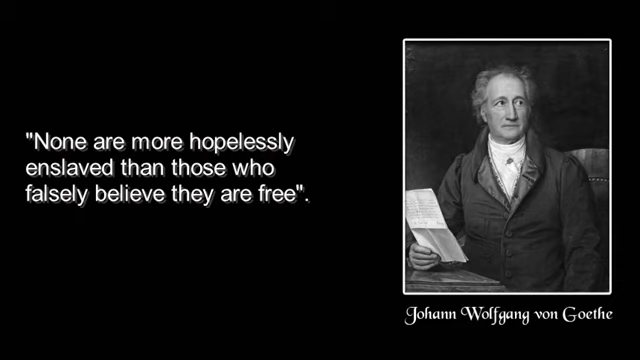 "None are more hopelessly
enslaved than those who
falsely believe they are free".
Johann Wolfgang von Goethe